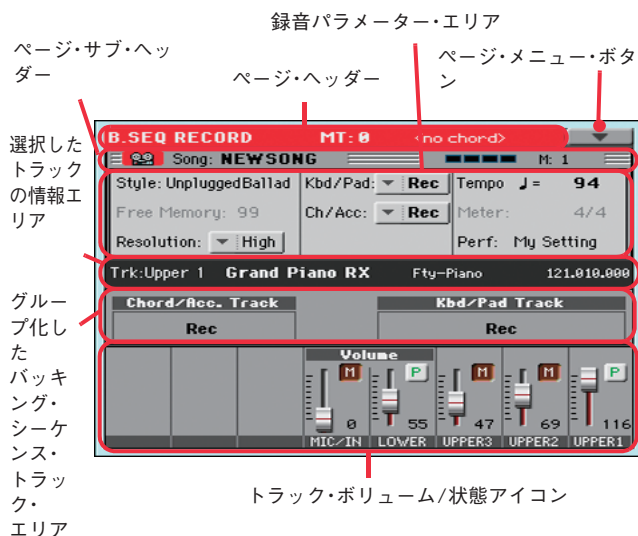 録音パラメーター・エリア
ページ・サブ・ヘッ
ダー
ページ・ヘッダー
ページ・メニュー・ボタ
ン
選択した
トラック
の情報エ
リア
B.SEQ RECORD MT: 0 <no chord>
Song: NEWSONG M: 1
Style: UnpluggedBallad Kbd/Pad: Rec Tempo ♩= 94
Free Memory: 99 Ch/Acc: Rec Meter: 4/4
Resolution: High Perf: My Setting
Trk:Upper 1 Grand Piano RX Fty-Piano 121.010.000
Chord/Acc. Track Kbd/Pad Track
Rec Rec
グルー
プ化し
た
バッキ
ング・
シーケ
ンス・
トラッ
ク・
エリア
Volume
M P M M P
0 55 47 69 116
MIC/IN LOWER UPPER3 UPPER2 UPPER1
トラック・ボリューム/状態アイコン